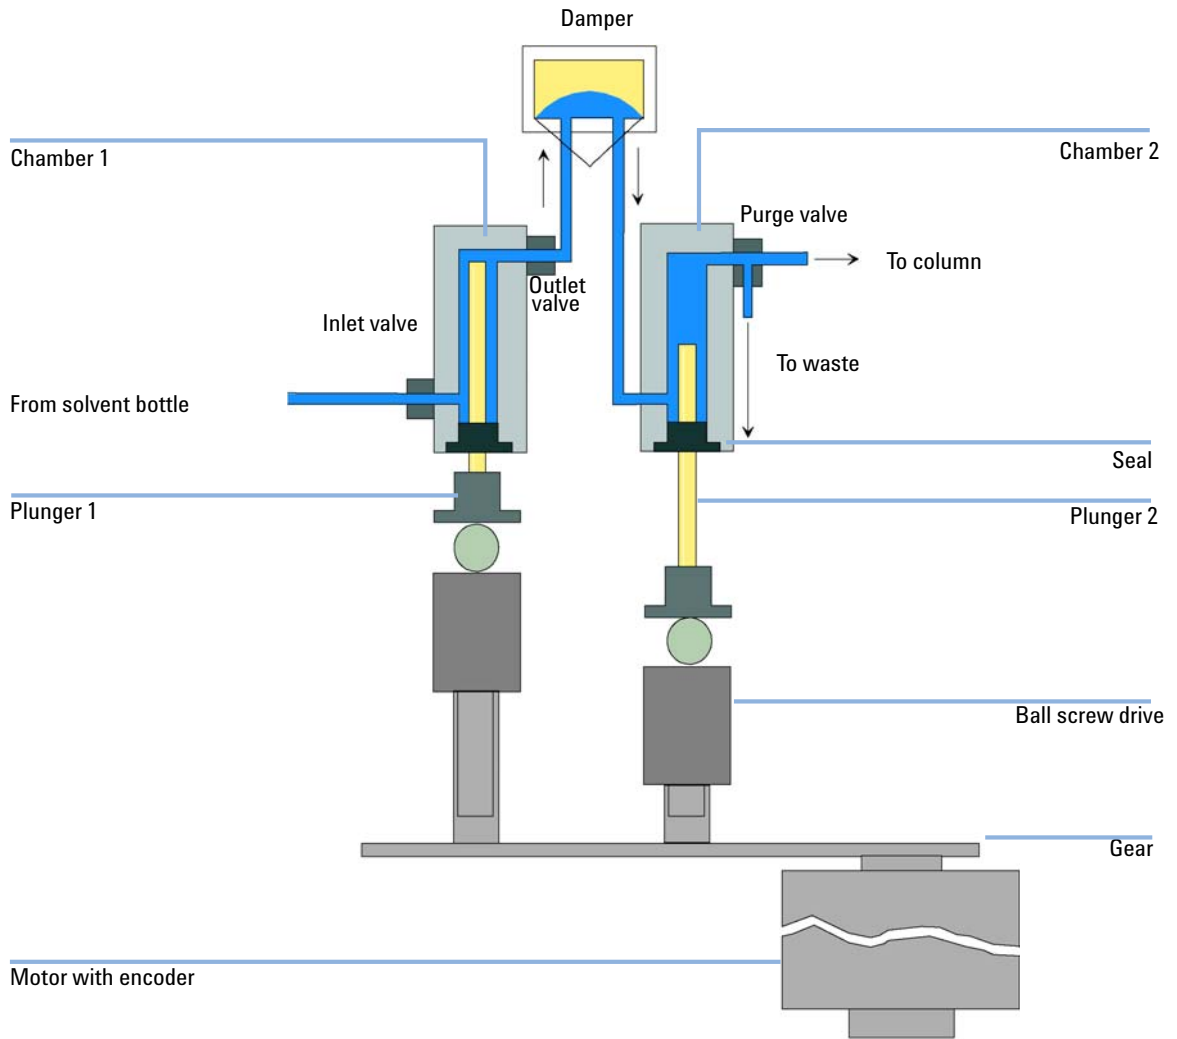 Damper
Chamber 1
Chamber 2
Purge valve
To column
Outlet
valve
Inlet valve
To waste
From solvent bottle
Seal
Plunger 1
Plunger 2
Ball screw drive
Gear
Motor with encoder